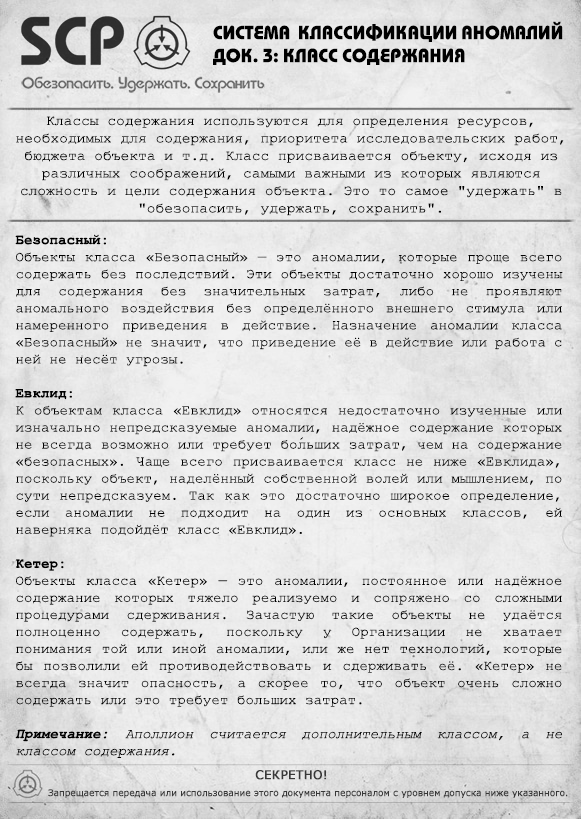 SCP
СИСТЕМА КЛАССИФИКАЦИИ АНОМАЛИЙ
ДОК. 3: КЛАСС СОДЕРЖАНИЯ
Обезопасить. Удержать. Сохранить
Классы содержания используются для определения ресурсов,
необходимых для содержания, приоритета исследовательских работ,
бюджета объекта и т.д. Класс присваивается объекту, исходя из
различных соображений, самыми важными из которых являются
сложность и цели содержания объекта. Это то самое "удержать" в
"обезопасить, удержать, сохранить".
Безопасный:
Объекты класса «Безопасный» — это аномалии, которые проще всего
содержать без последствий. Эти объекты достаточно хорошо изучены
для содержания без значительных затрат, либо не проявляют
аномального воздействия без определённого внешнего стимула или
намеренного приведения в действие. Назначение аномалии класса
«Безопасный» не значит, что приведение её в действие или работа с
ней не несёт угрозы.
Евклид:
К объектам класса «Евклид» относятся недостаточно изученные или
изначально непредсказуемые аномалии, надёжное содержание которых
не всегда возможно или требует бо́льших затрат, чем на содержание
«безопасных». Чаще всего присваивается класс не ниже «Евклида»,
поскольку объект, наделённый собственной волей или мышлением, по
сути непредсказуем. Так как это достаточно широкое определение,
если аномалии не подходит на один из основных классов, ей
наверняка подойдёт класс «Евклид».
Кетер:
Объекты класса «Кетер» — это аномалии, постоянное или надёжное
содержание которых тяжело реализуемо и сопряжено со сложными
процедурами сдерживания. Зачастую такие объекты не удаётся
полноценно содержать, поскольку у Организации не хватает
понимания той или иной аномалии, или же нет технологий, которые
бы позволили ей противодействовать и сдерживать её. «Кетер» не
всегда значит опасность, а скорее то, что объект очень сложно
содержать или это требует больших затрат.
Примечание: Аполлион считается дополнительным классом, а не
классом содержания.
СЕКРЕТНО!
Запрещается передача или использование этого документа персоналом с уровнем допуска ниже указанного.